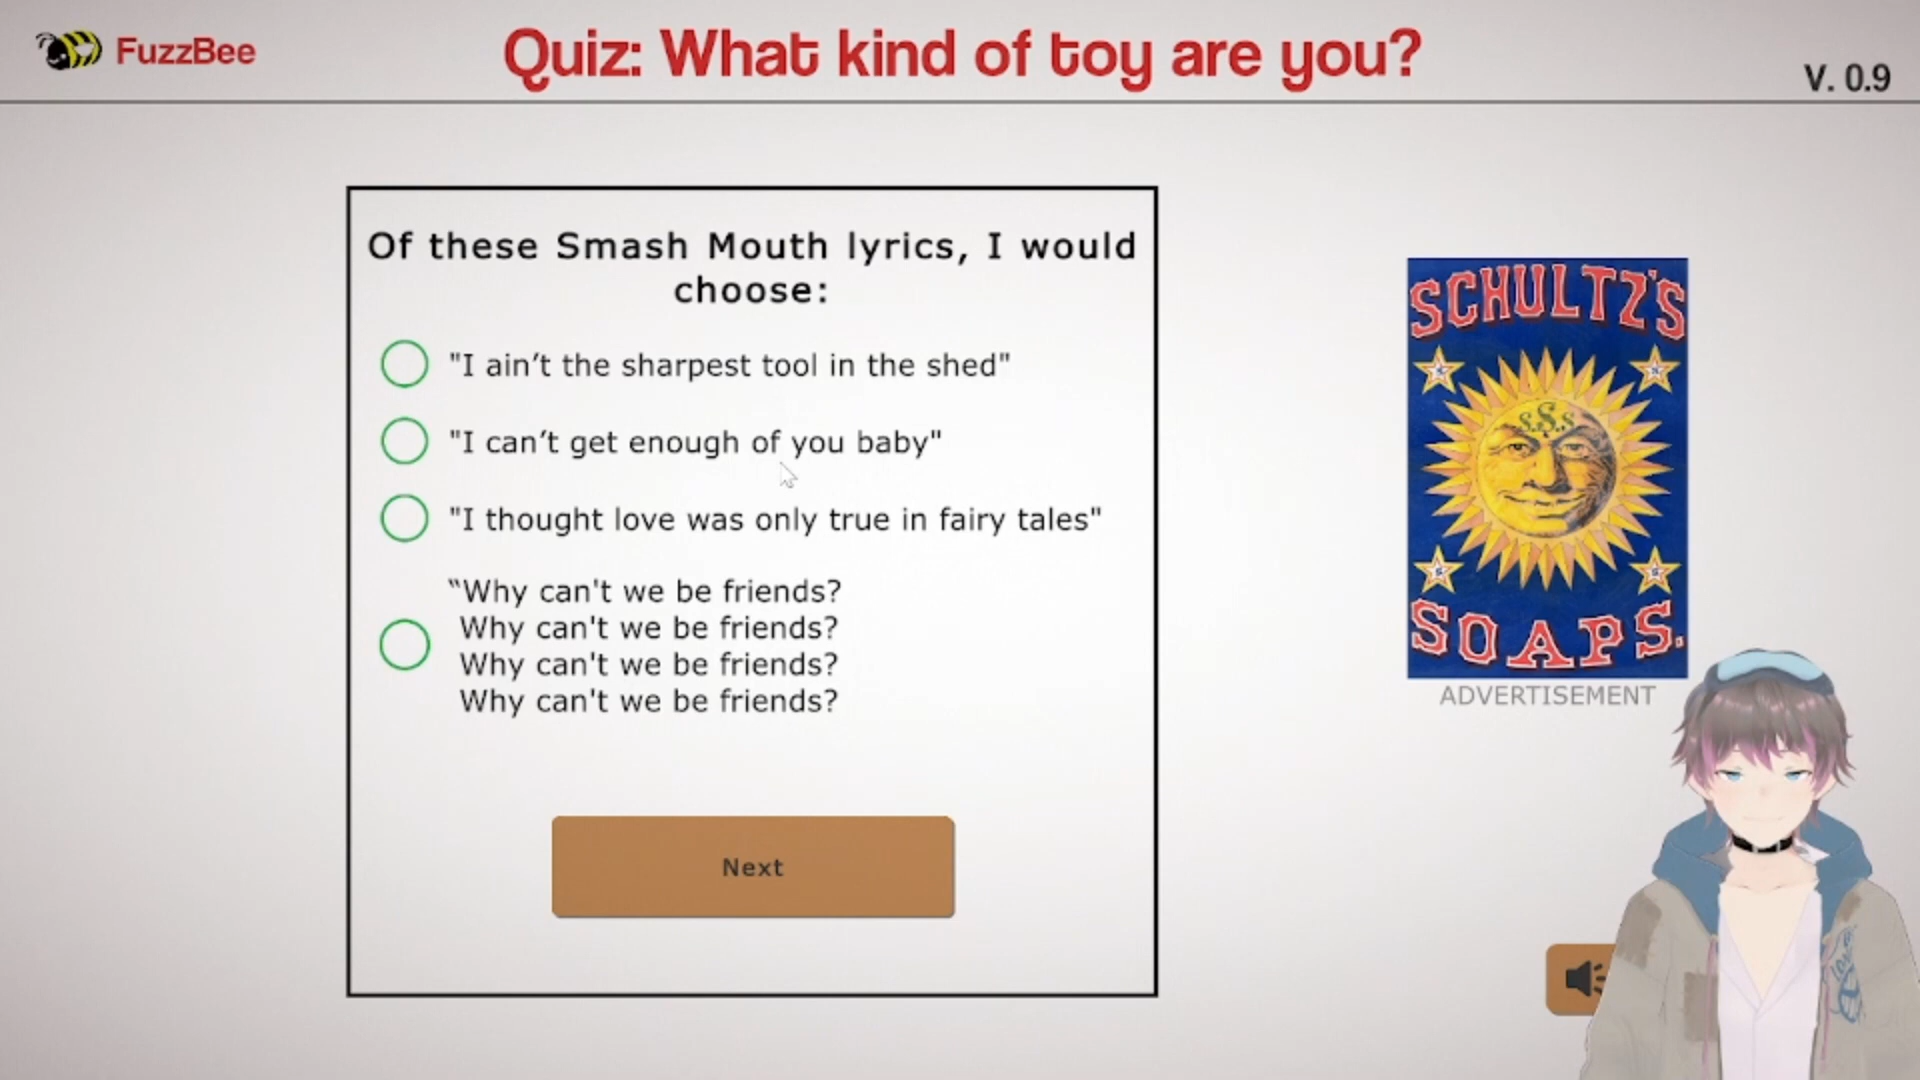 FuzzBee
Quiz: What kind of toy are you?
V. 0.9
Of these Smash Mouth lyrics, I would
choose:
"I ain’t the sharpest tool in the shed"
"I can’t get enough of you baby"
"I thought love was only true in fairy tales"
“Why can't we be friends?
Why can't we be friends?
Why can't we be friends?
Why can't we be friends?
Next
SCHULTZ'S
S.S.S
SOAPS.
ADVERTISEMENT